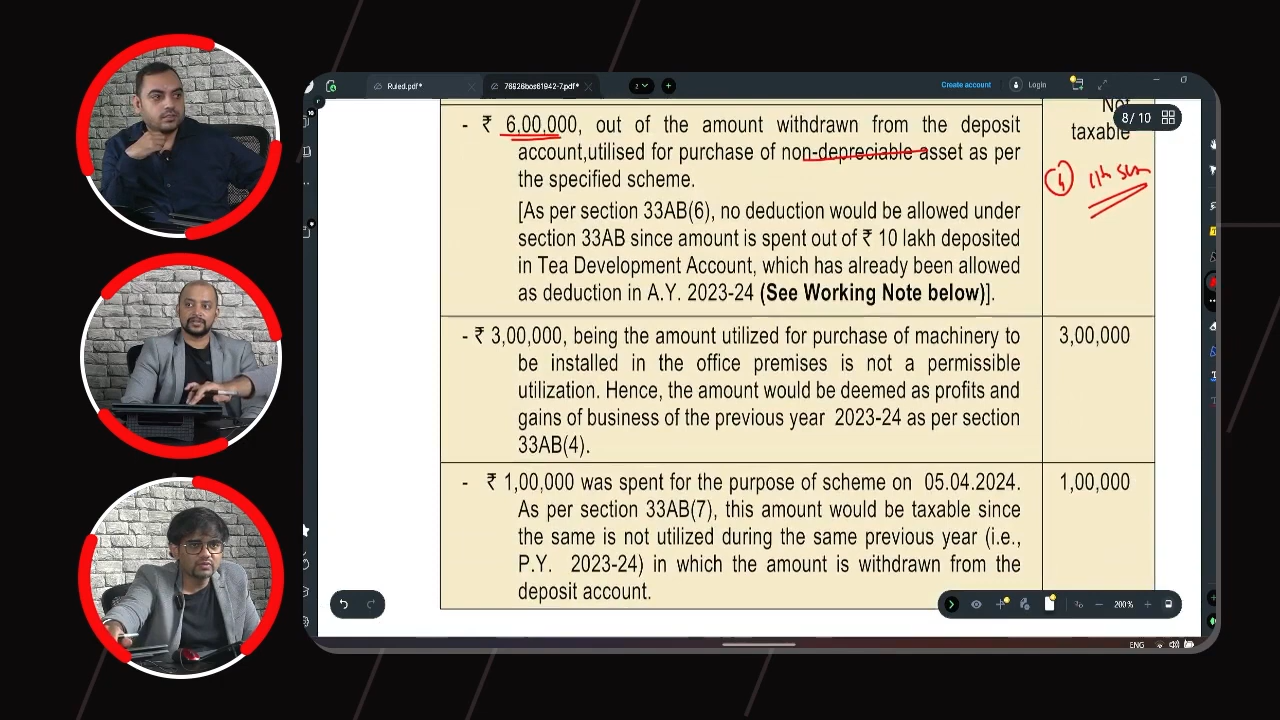 Ruled.pdf*
76928bos61942-7.pdf*
2
Create account
Login
8/10
Not
taxable
- ₹ 6,00,000, out of the amount withdrawn from the deposit
account,utilised for purchase of non-depreciable asset as per
the specified scheme.
[As per section 33AB(6), no deduction would be allowed under
section 33AB since amount is spent out of ₹ 10 lakh deposited
in Tea Development Account, which has already been allowed
as deduction in A.Y. 2023-24 (See Working Note below)].
- ₹ 3,00,000, being the amount utilized for purchase of machinery to
be installed in the office premises is not a permissible
utilization. Hence, the amount would be deemed as profits and
gains of business of the previous year 2023-24 as per section
33AB(4).
3,00,000
- ₹ 1,00,000 was spent for the purpose of scheme on 05.04.2024.
As per section 33AB(7), this amount would be taxable since
the same is not utilized during the same previous year (i.e.,
P.Y. 2023-24) in which the amount is withdrawn from the
deposit account.
1,00,000
200%
ENG